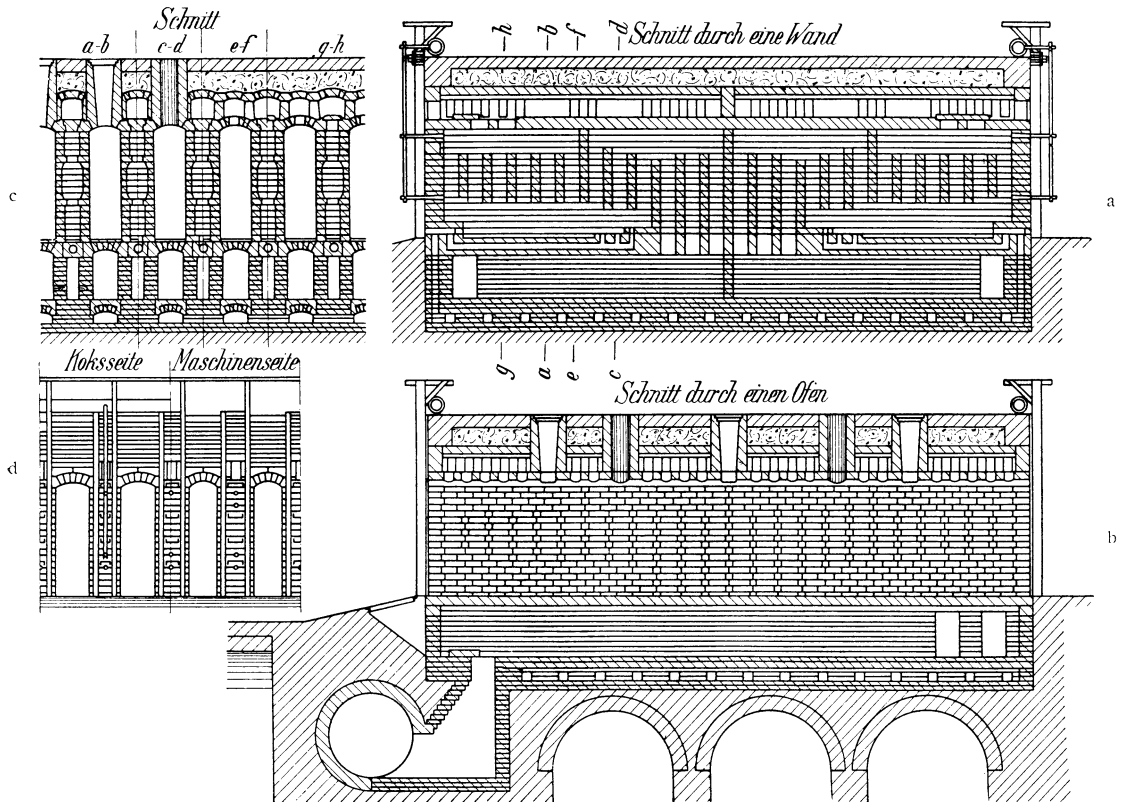 Schnitt
a-b c-d e-f g-h
c
h b f d
Schnitt durch eine Wand
a
g a e c
Koksseite Maschinenseite
d
Schnitt durch einen Ofen
b